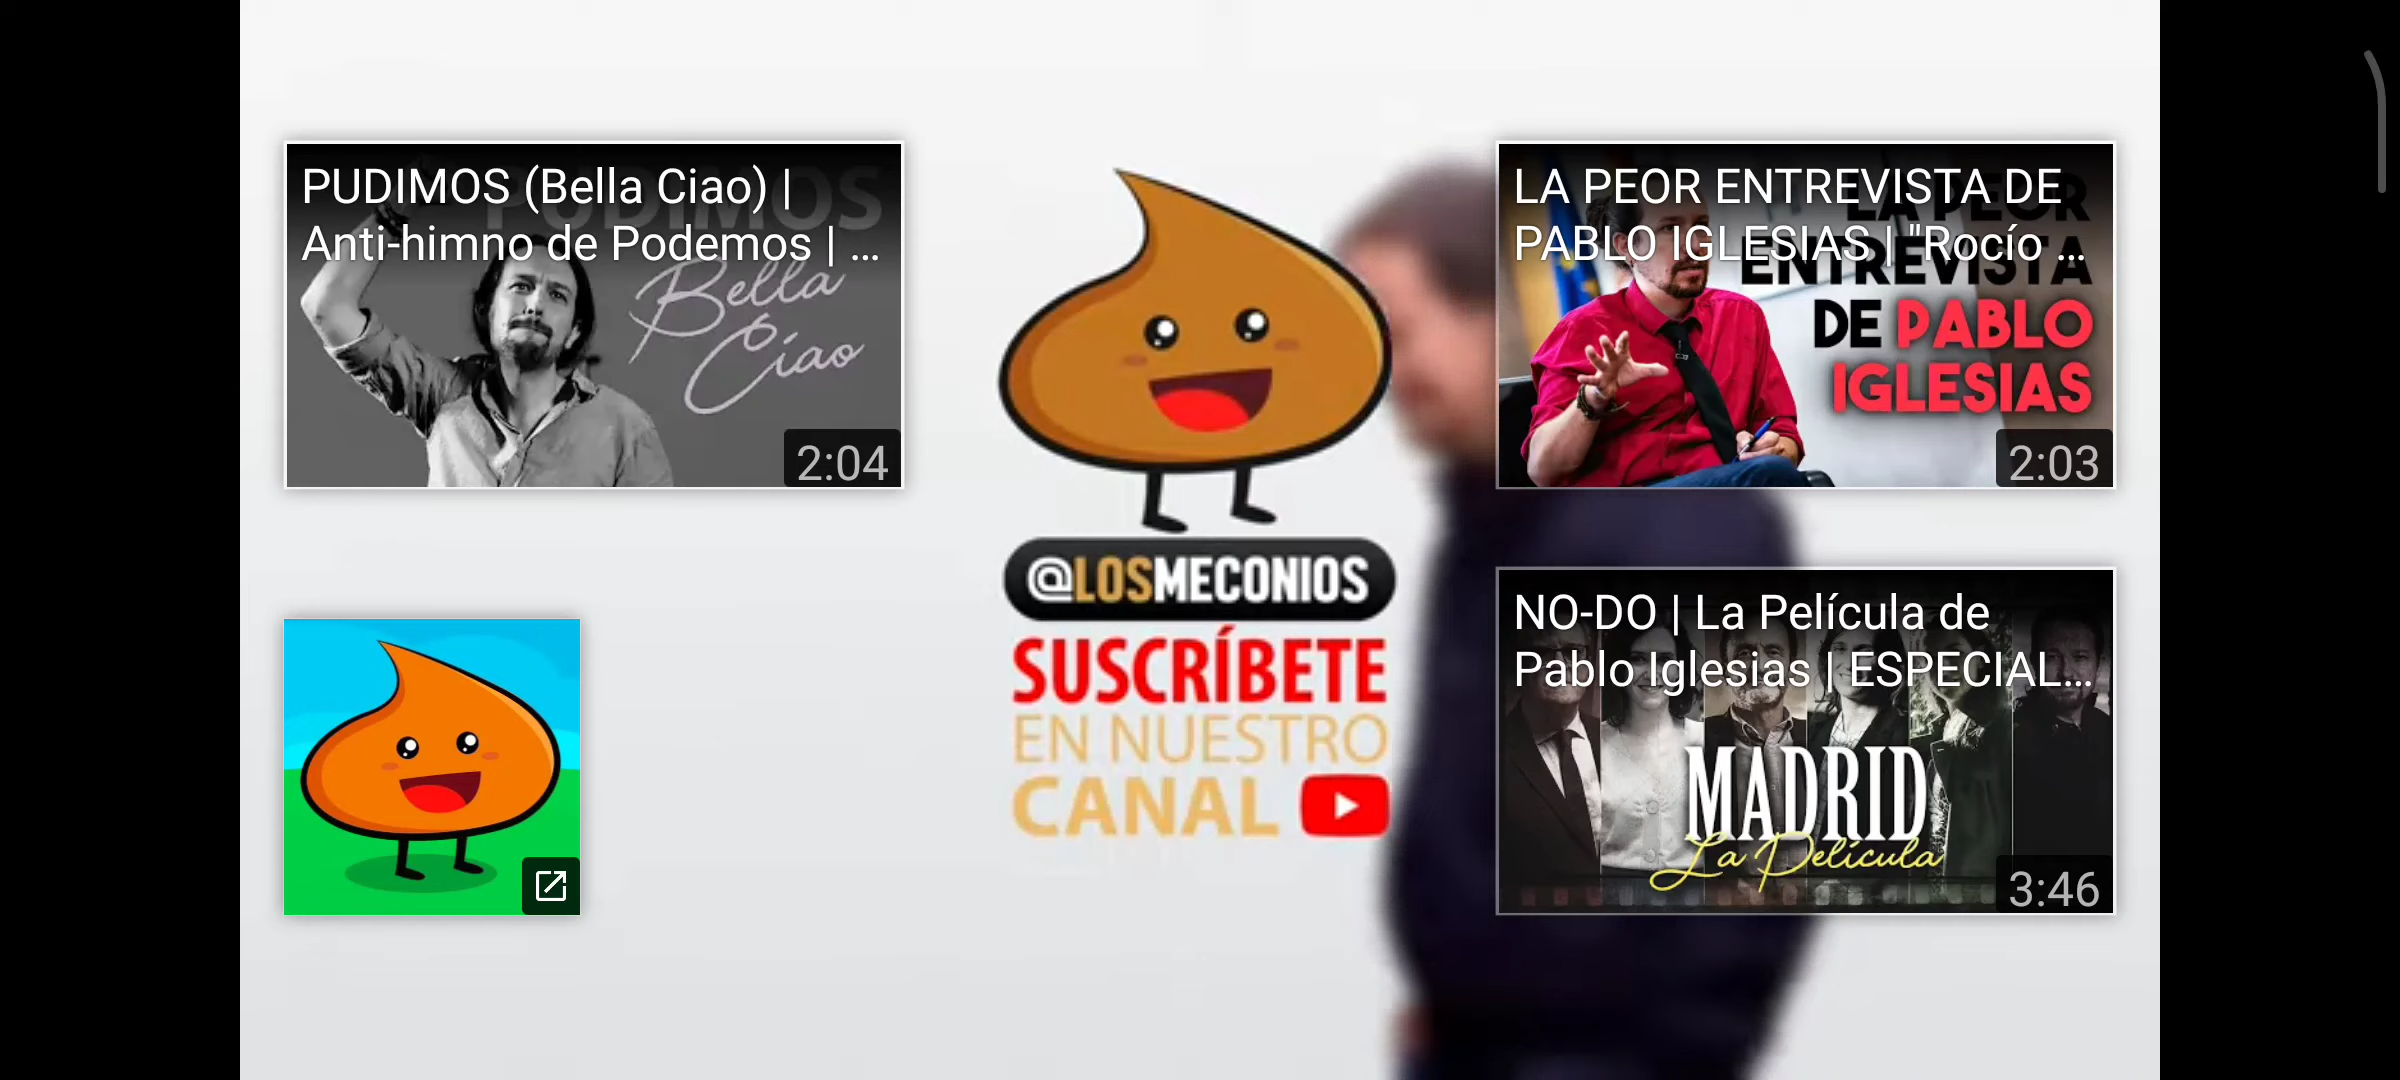 PUDIMOS (Bella Ciao) |
Anti-himno de Podemos | ...
PUDIMOS
Bella
Ciao
2:04
@LOSMECONIOS
SUSCRÍBETE
EN NUESTRO
CANAL
LA PEOR ENTREVISTA DE
PABLO IGLESIAS | "Rocío ...
LA PEOR
ENTREVISTA
DE PABLO
IGLESIAS
2:03
NO-DO | La Película de
Pablo Iglesias | ESPECIAL...
MADRID
La Película
3:46